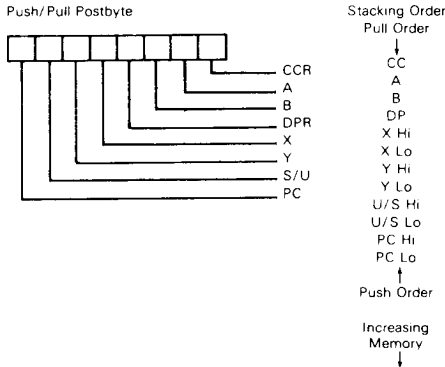 Push/Pull Postbyte
CCR
A
B
DPR
X
Y
S/U
PC
Stacking Order
Pull Order
CC
A
B
DP
X Hi
X Lo
Y Hi
Y Lo
U/S Hi
U/S Lo
PC Hi
PC Lo
Push Order
Increasing
Memory